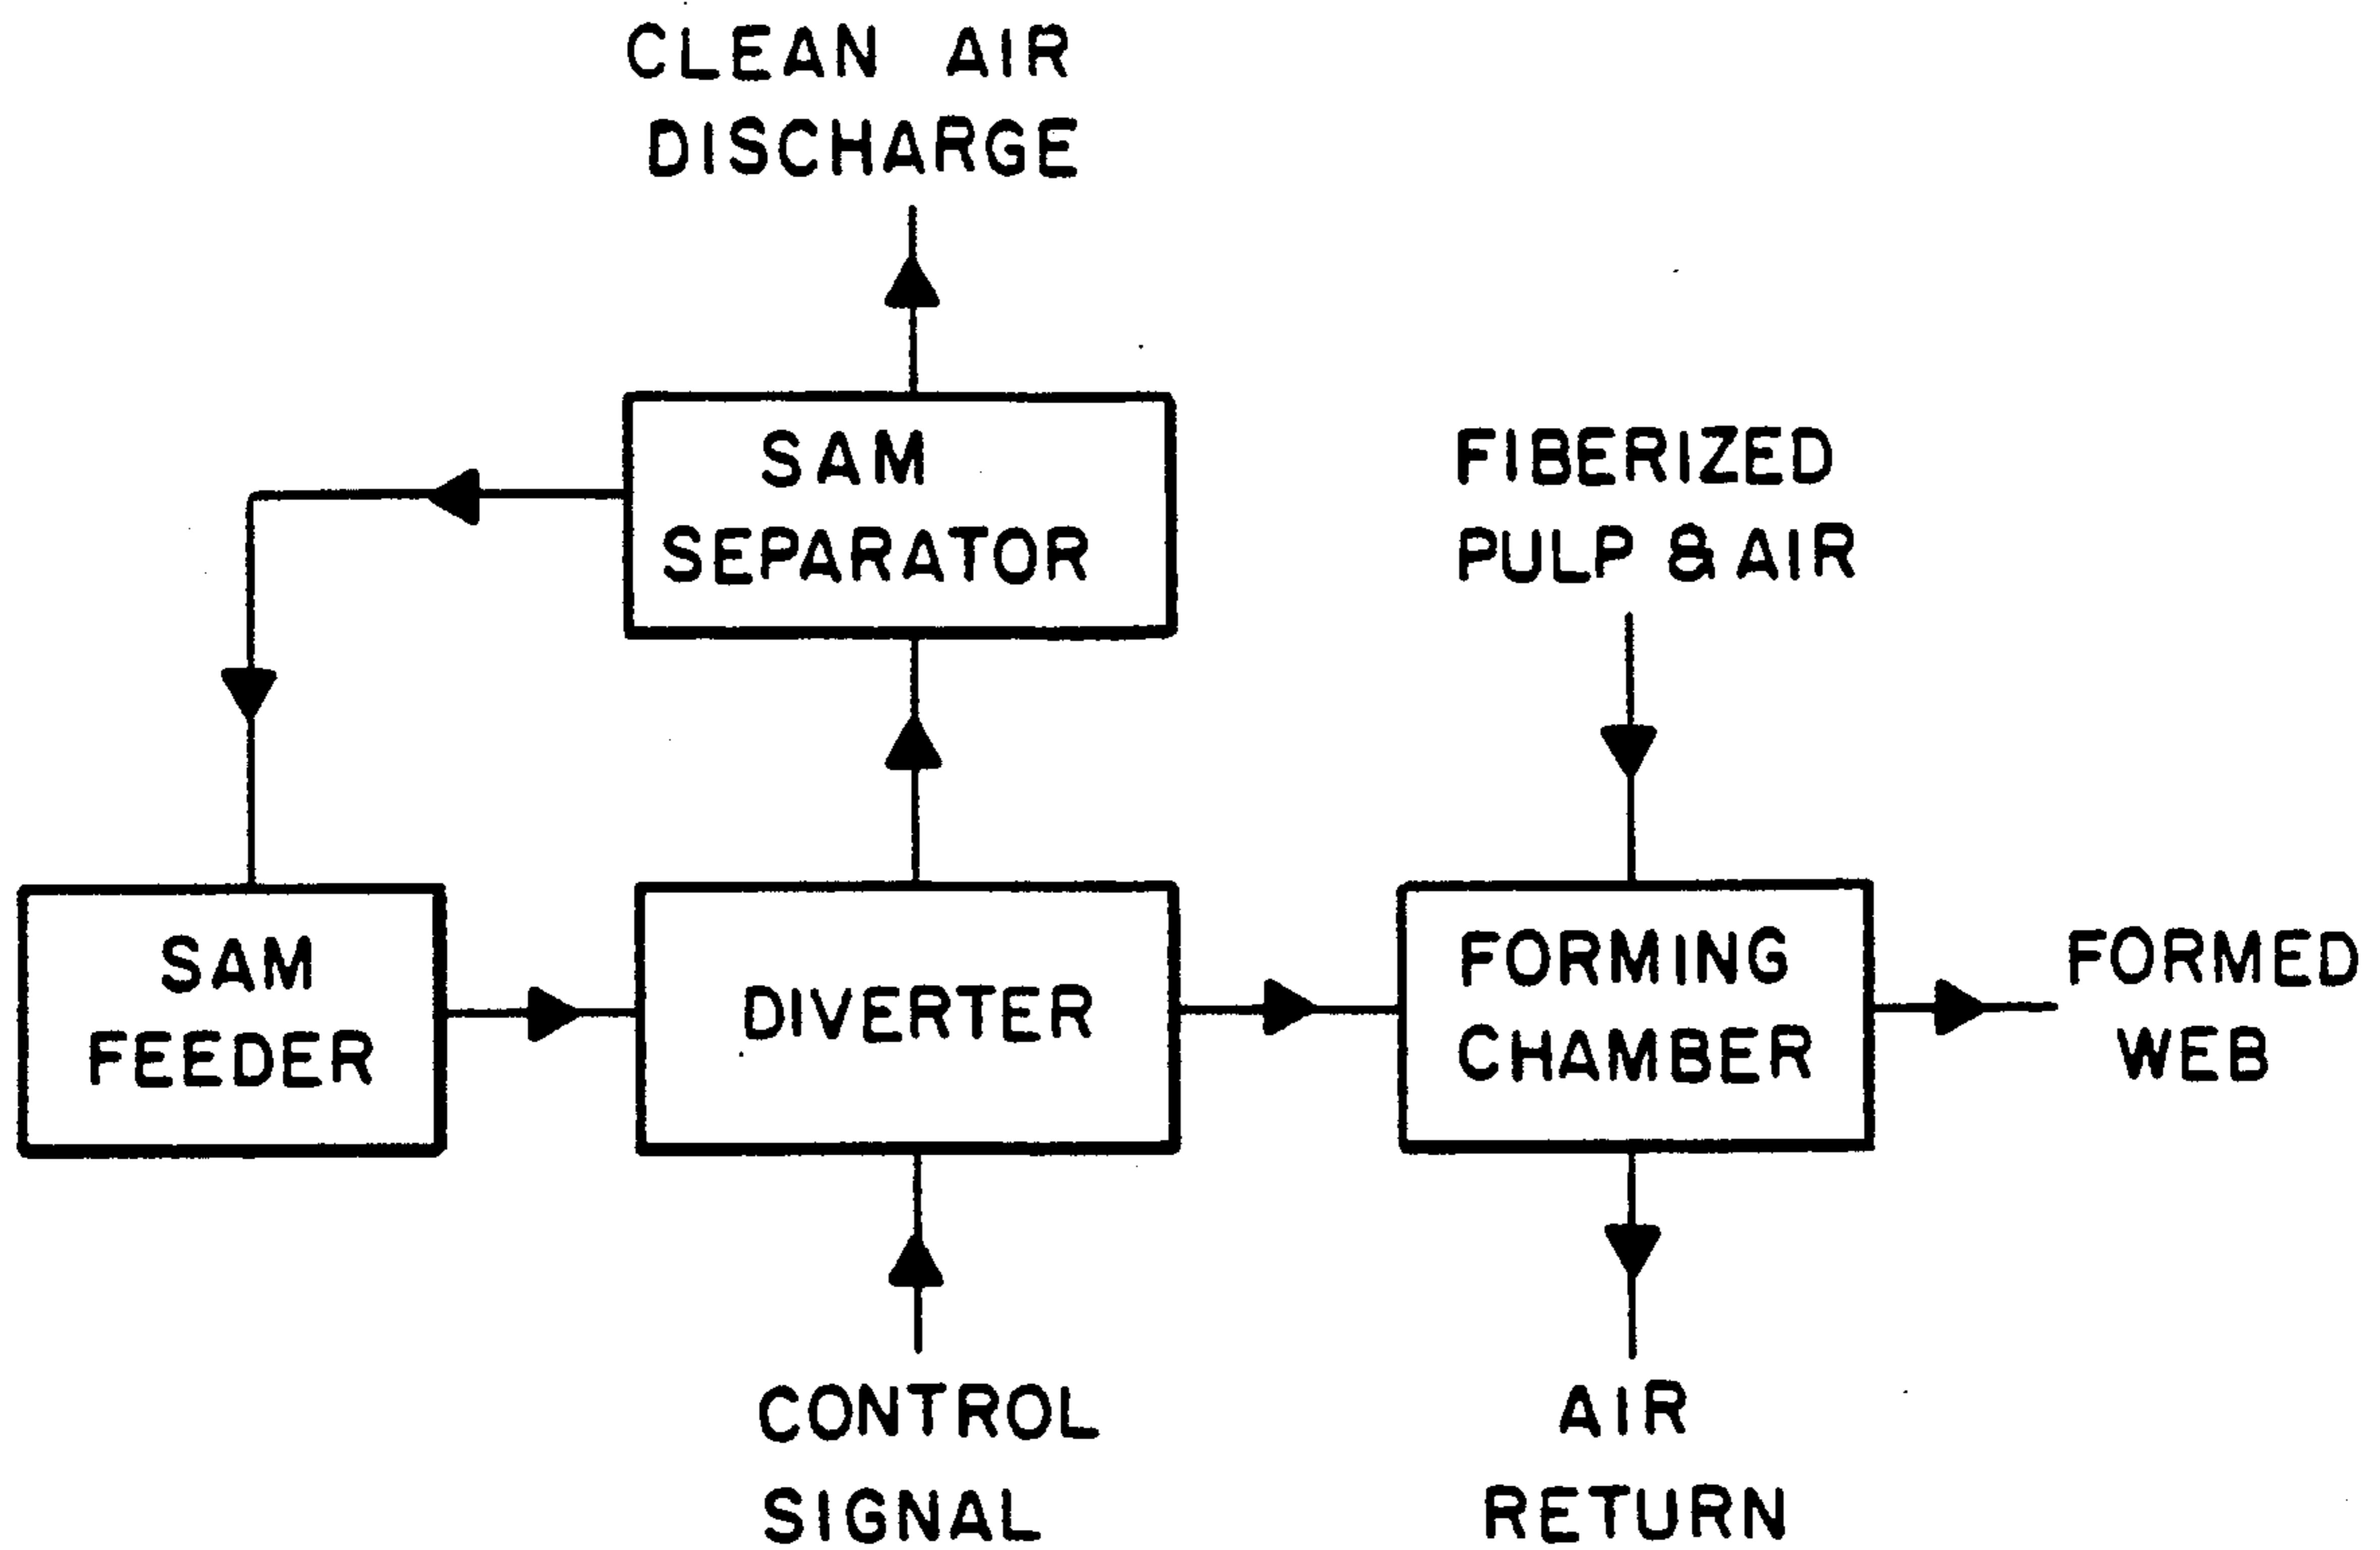 CLEAN AIR
DISCHARGE
SAM
SEPARATOR
FIBERIZED
PULP & AIR
SAM
FEEDER
DIVERTER
FORMING
CHAMBER
FORMED
WEB
CONTROL
SIGNAL
AIR
RETURN